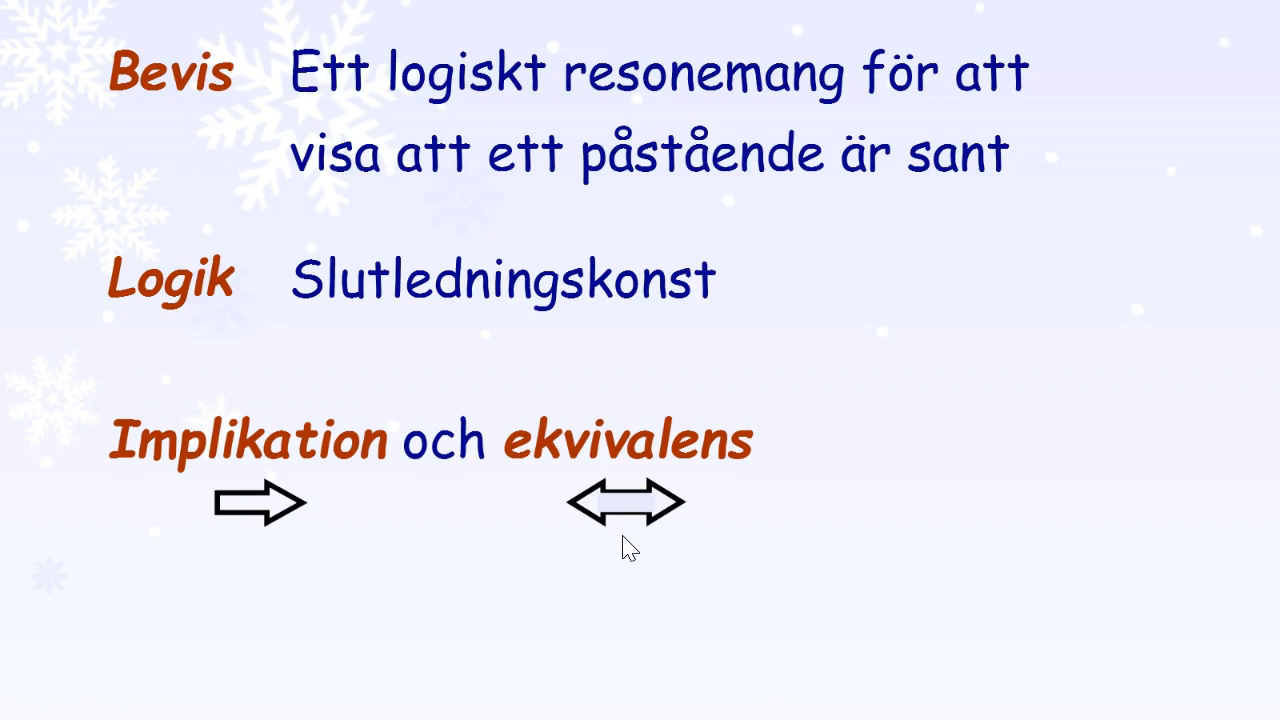 Bevis Ett logiskt resonemang för att
visa att ett påstående är sant
Logik Slutledningskonst
Implikation och ekvivalens